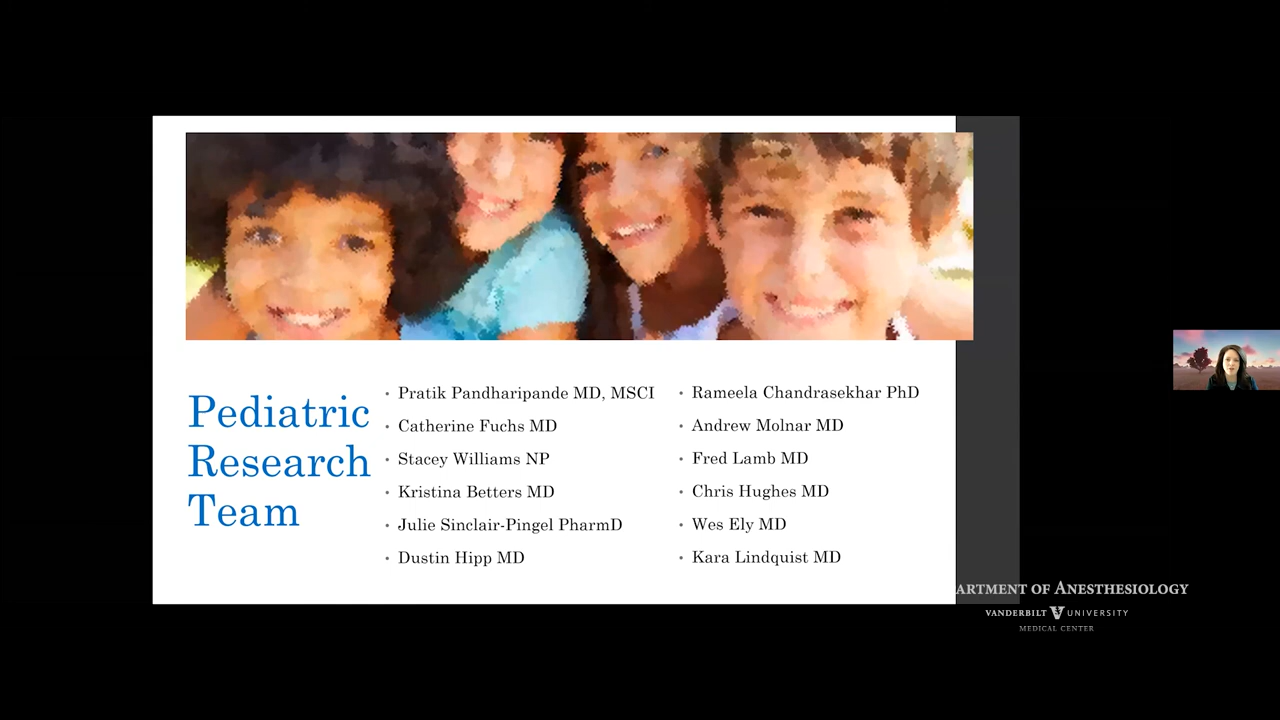 Pediatric
Research
Team
• Pratik Pandharipande MD, MSCI
• Catherine Fuchs MD
• Stacey Williams NP
• Kristina Betters MD
• Julie Sinclair-Pingel PharmD
• Dustin Hipp MD
• Rameela Chandrasekhar PhD
• Andrew Molnar MD
• Fred Lamb MD
• Chris Hughes MD
• Wes Ely MD
• Kara Lindquist MD
ARTMENT OF ANESTHESIOLOGY
VANDERBILT V UNIVERSITY
MEDICAL CENTER